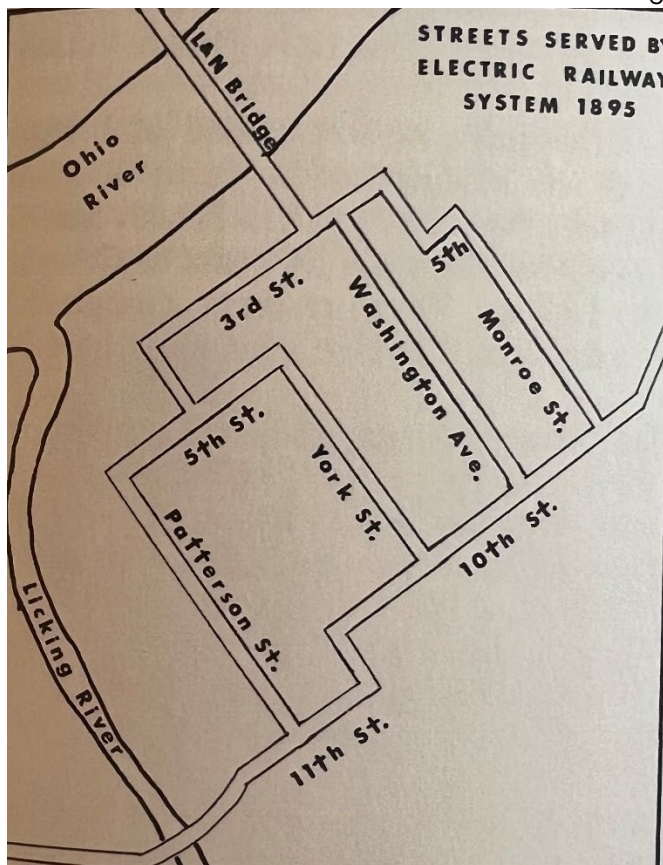 STREETS SERVED BY
ELECTRIC RAILWAY
SYSTEM 1895
L&N Bridge
Ohio
River
3rd St.
5th
Washington Ave.
Monroe St.
5th St.
York St.
Patterson St.
10th St.
Licking River
11th St.